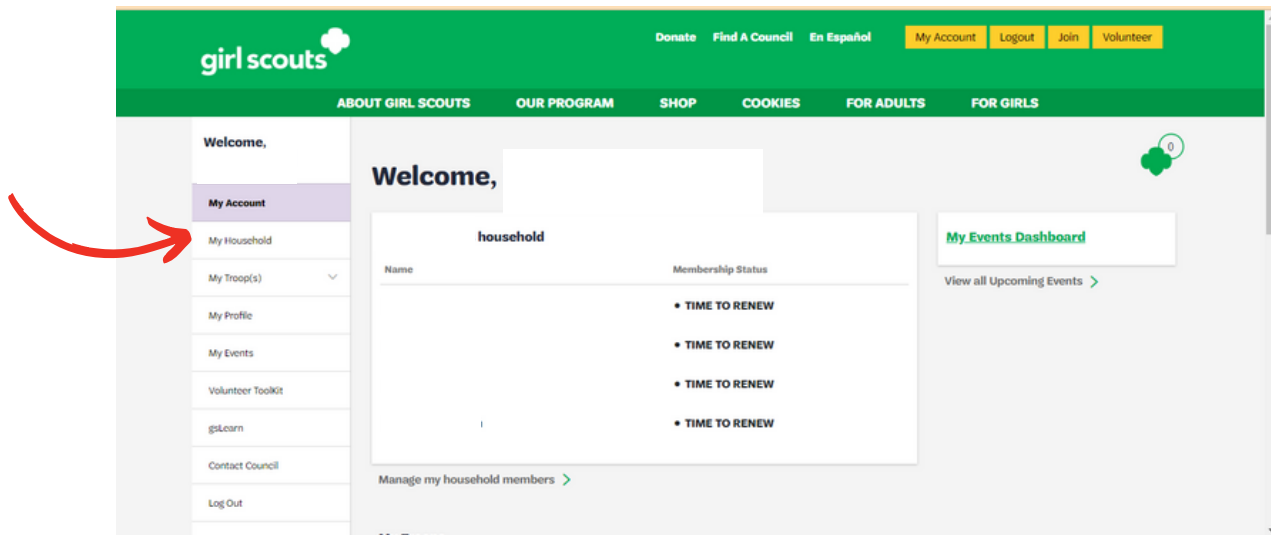 girl scouts
Donate Find A Council En Español My Account Logout Join Volunteer
ABOUT GIRL SCOUTS OUR PROGRAM SHOP COOKIES FOR ADULTS FOR GIRLS
Welcome,
My Account
My Household
My Troop(s)
My Profile
My Events
Volunteer ToolKit
gsLearn
Contact Council
Log Out
Welcome,
0
household
Name Membership Status
• TIME TO RENEW
• TIME TO RENEW
• TIME TO RENEW
• TIME TO RENEW
Manage my household members
My Events Dashboard
View all Upcoming Events